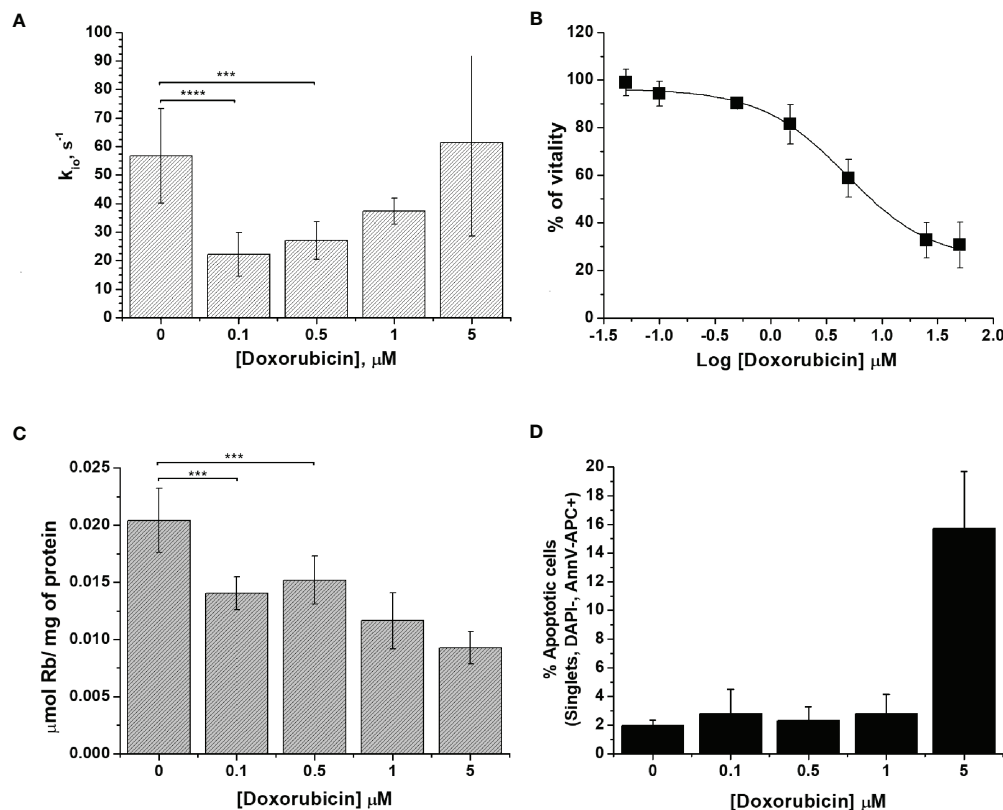 A
100
90
80
70
60
50
40
30
20
10
0
k_io, s^-1
***
****
0 0.1 0.5 1 5
[Doxorubicin], μM
B
120
100
80
60
40
20
0
% of vitality
-1.5 -1.0 -0.5 0.0 0.5 1.0 1.5 2.0
Log [Doxorubicin] μM
C
0.025
0.020
0.015
0.010
0.005
0.000
μmol Rb/ mg of protein
***
***
0 0.1 0.5 1 5
[Doxorubicin] μM
D
20
18
16
14
12
10
8
6
4
2
0
% Apoptotic cells
(Singlets, DAPI-, AnnV-APC+)
0 0.1 0.5 1 5
[Doxorubicin] μM